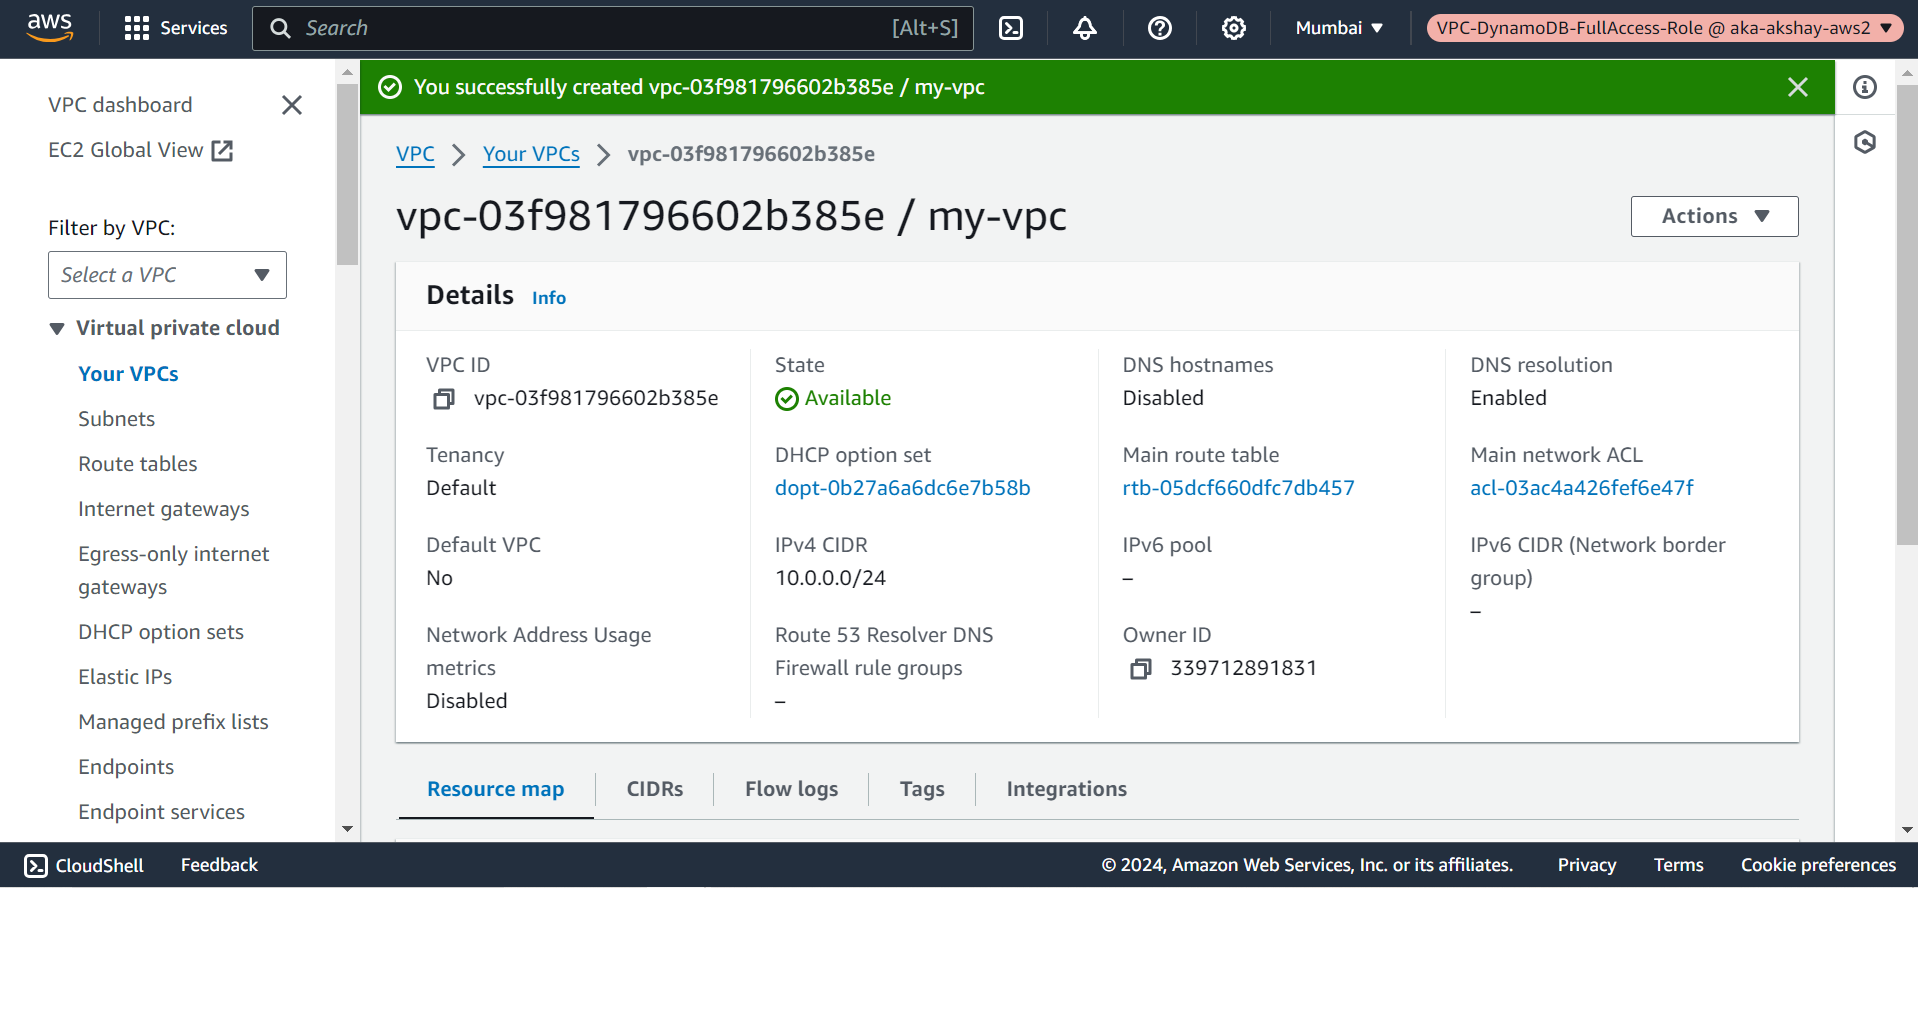 aws
Services
Search
[Alt+S]
Mumbai
VPC-DynamoDB-FullAccess-Role @ aka-akshay-aws2
VPC dashboard
EC2 Global View
Filter by VPC:
Select a VPC
Virtual private cloud
Your VPCs
Subnets
Route tables
Internet gateways
Egress-only internet
gateways
DHCP option sets
Elastic IPs
Managed prefix lists
Endpoints
Endpoint services
You successfully created vpc-03f981796602b385e / my-vpc
VPC
Your VPCs
vpc-03f981796602b385e
vpc-03f981796602b385e / my-vpc
Actions
Details Info
VPC ID
vpc-03f981796602b385e
State
Available
DNS hostnames
Disabled
DNS resolution
Enabled
Tenancy
Default
DHCP option set
dopt-0b27a6a6dc6e7b58b
Main route table
rtb-05dcf660dfc7db457
Main network ACL
acl-03ac4a426fef6e47f
Default VPC
No
IPv4 CIDR
10.0.0.0/24
IPv6 pool
–
IPv6 CIDR (Network border
group)
–
Network Address Usage
metrics
Disabled
Route 53 Resolver DNS
Firewall rule groups
–
Owner ID
339712891831
Resource map
CIDRs
Flow logs
Tags
Integrations
CloudShell
Feedback
© 2024, Amazon Web Services, Inc. or its affiliates.
Privacy
Terms
Cookie preferences